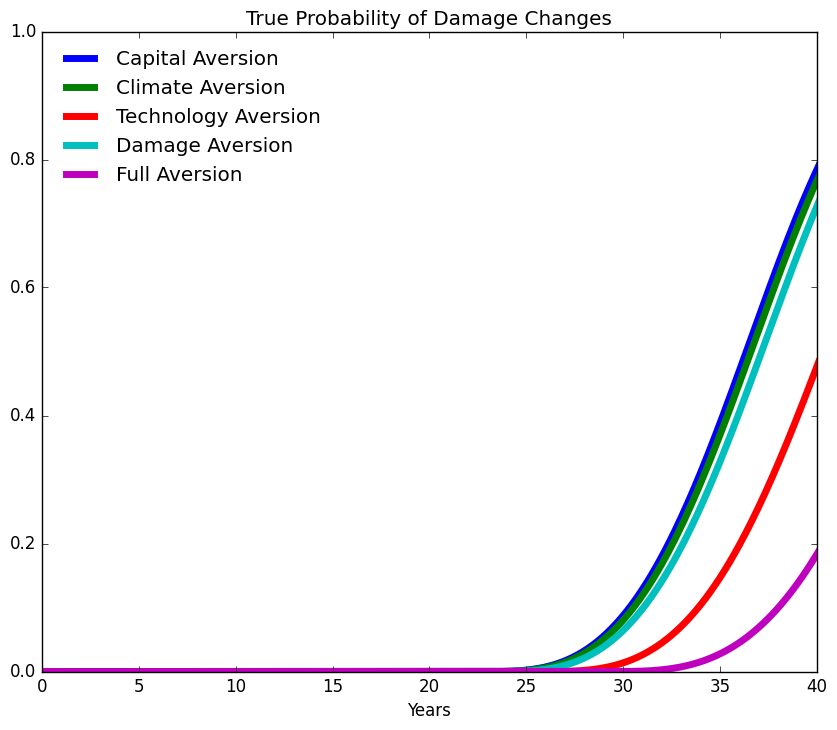 True Probability of Damage Changes
1.0
Capital Aversion
Climate Aversion
Technology Aversion
Damage Aversion
Full Aversion
0.8
0.6
0.4
0.2
0.0
0 5 10 15 20 25 30 35 40
Years